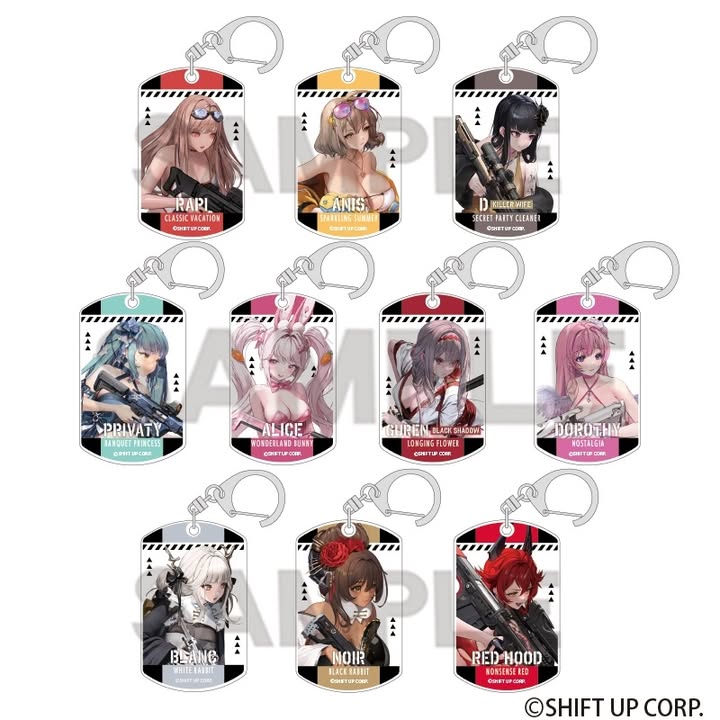 SAMPLE
RAPI
CLASSIC VACATION
©SHIFT UP CORP.
ANIS
SPARKLING SUMMER
©SHIFT UP CORP.
D KILLER WIFE
SECRET PARTY CLEANER
©SHIFT UP CORP.
SAMPLE
PRIVATY
BANQUET PRINCESS
©SHIFT UP CORP.
ALICE
WONDERLAND BUNNY
©SHIFT UP CORP.
GUREN BLACK SHADOW
LONGING FLOWER
©SHIFT UP CORP.
DOROTHY
NOSTALGIA
©SHIFT UP CORP.
SAMPLE
BLANC
WHITE RABBIT
©SHIFT UP CORP.
NOIR
BLACK RABBIT
©SHIFT UP CORP.
RED HOOD
NONSENSE RED
©SHIFT UP CORP.
©SHIFT UP CORP.